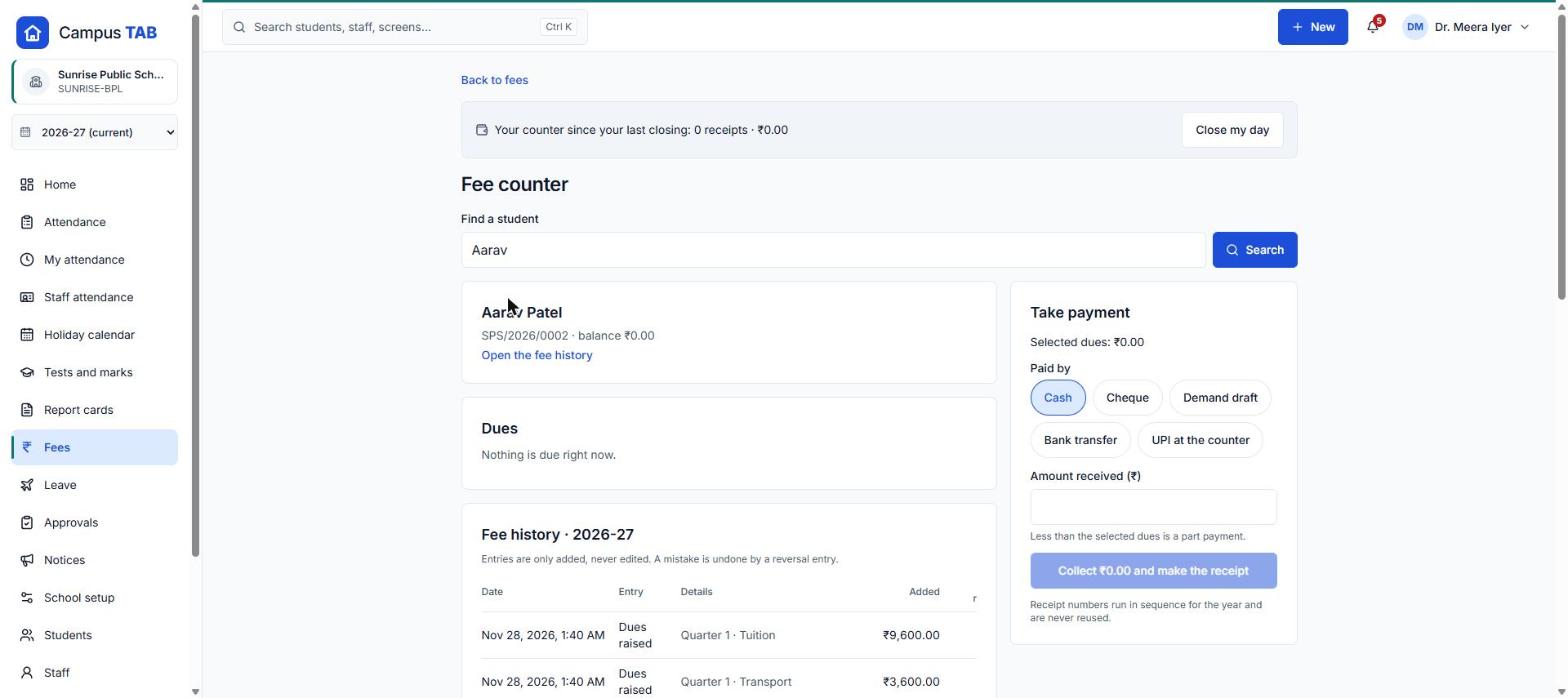 Campus TAB
Search students, staff, screens...
Ctrl K
New
5
DM
Dr. Meera Iyer
Sunrise Public Sch...
SUNRISE-BPL
2026-27 (current)
Home
Attendance
My attendance
Staff attendance
Holiday calendar
Tests and marks
Report cards
Fees
Leave
Approvals
Notices
School setup
Students
Staff
Back to fees
Your counter since your last closing: 0 receipts · ₹0.00
Close my day
Fee counter
Find a student
Aarav
Search
Aarav Patel
SPS/2026/0002 · balance ₹0.00
Open the fee history
Dues
Nothing is due right now.
Fee history · 2026-27
Entries are only added, never edited. A mistake is undone by a reversal entry.
Date Entry Details Added r
Nov 28, 2026, 1:40 AM Dues raised Quarter 1 · Tuition ₹9,600.00
Nov 28, 2026, 1:40 AM Dues raised Quarter 1 · Transport ₹3,600.00
Take payment
Selected dues: ₹0.00
Paid by
Cash Cheque Demand draft
Bank transfer UPI at the counter
Amount received (₹)
Less than the selected dues is a part payment.
Collect ₹0.00 and make the receipt
Receipt numbers run in sequence for the year and
are never reused.